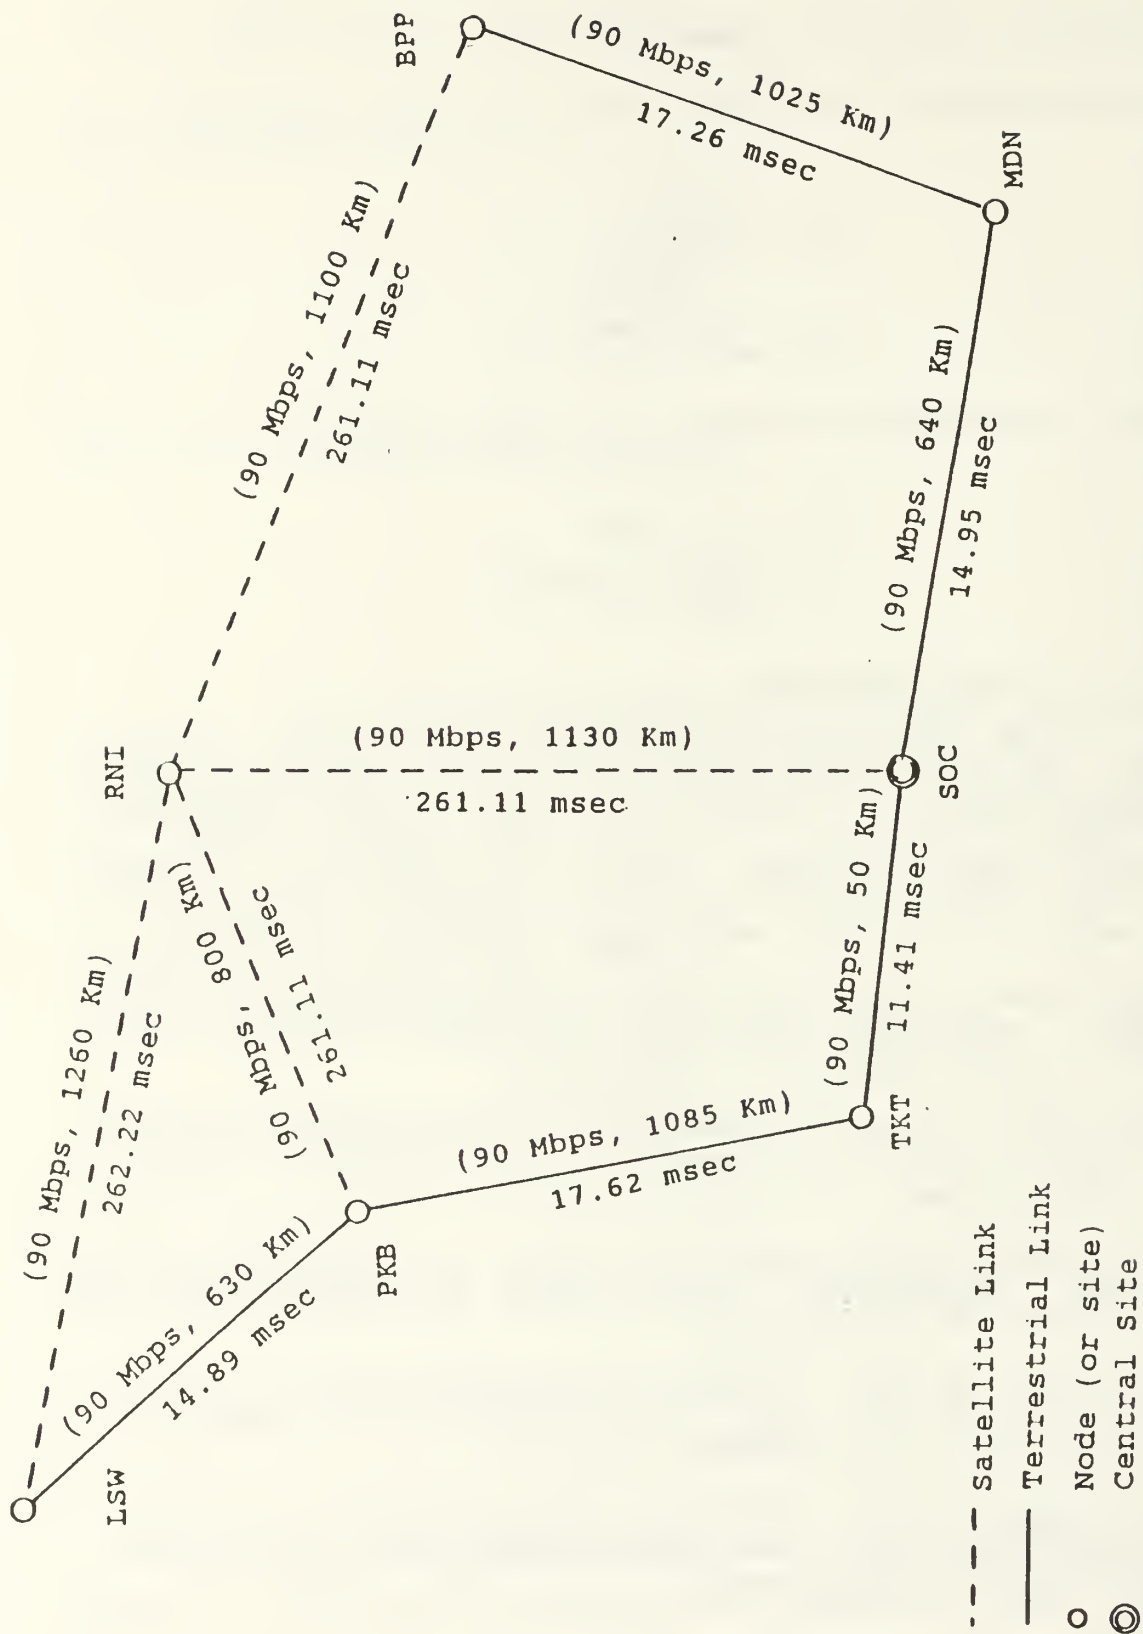 BPP
(90 Mbps, 1025 Km)
17.26 msec
MDN
(90 Mbps, 1100 Km)
261.11 msec
(90 Mbps, 640 Km)
14.95 msec
RNI
(90 Mbps, 1130 Km)
261.11 msec
SOC
(90 Mbps, 1260 Km)
262.22 msec
(90 Mbps, 800 Km)
261.11 msec
(90 Mbps, 50 Km)
11.41 msec
TKT
(90 Mbps, 1085 Km)
17.62 msec
PKB
(90 Mbps, 630 Km)
14.89 msec
LSW
Satellite Link
Terrestrial Link
Node (or site)
Central Site